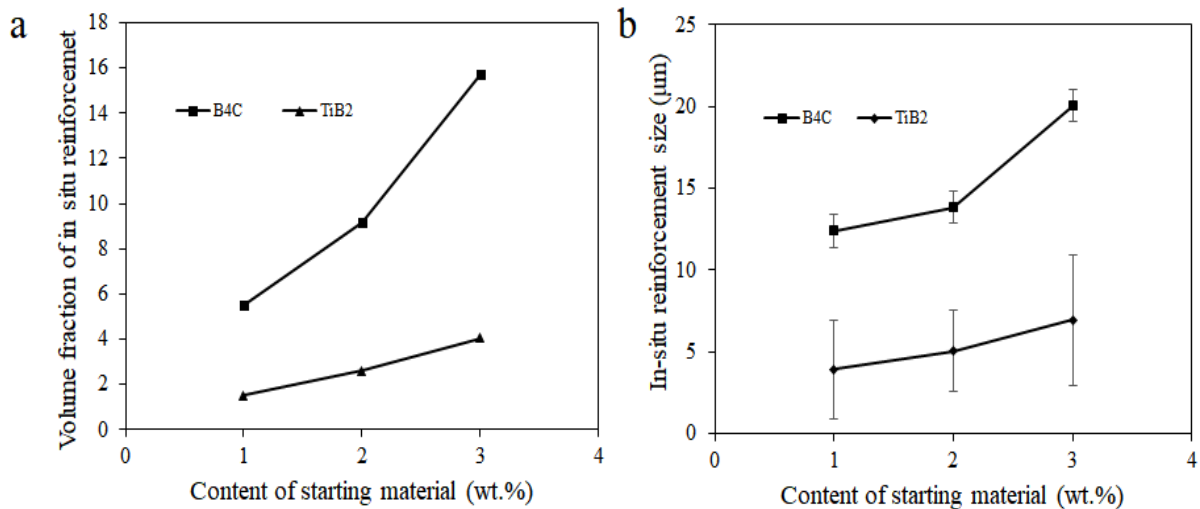 a
Volume fraction of in situ reinforcemet
18
16
14
12
10
8
6
4
2
0
B4C
TiB2
0
1
2
3
4
Content of starting material (wt.%)
b
In-situ reinforcement size (µm)
25
20
15
10
5
0
B4C
TiB2
0
1
2
3
4
Content of starting material (wt.%)